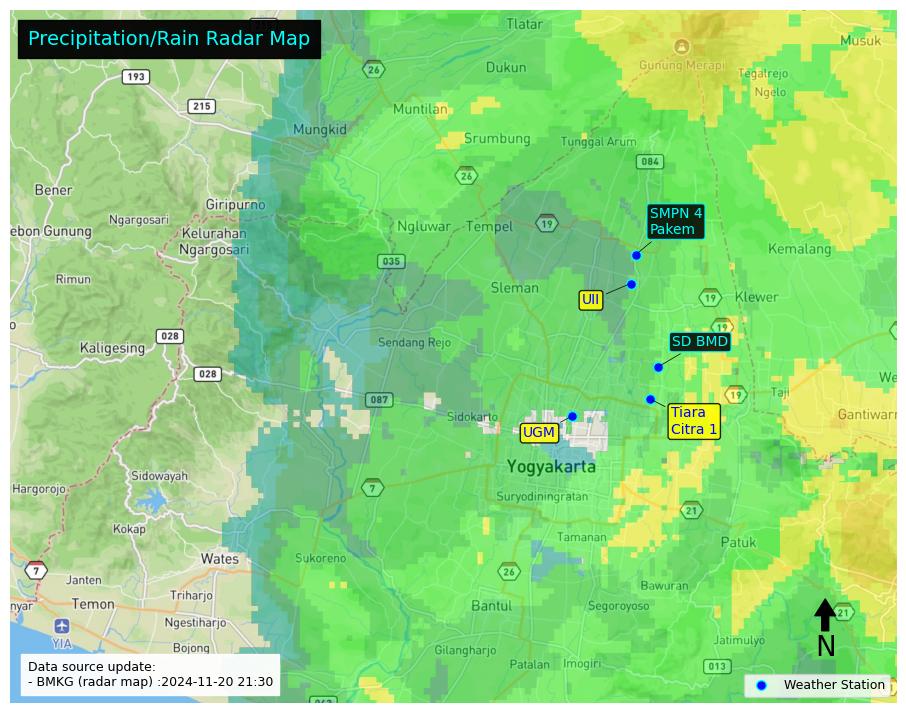 Precipitation/Rain Radar Map
Tlatar
Musuk
Gunung Merapi
193
26
Dukun
Tegalrejo
Ngelo
215
Muntilan
Mungkid
Srumbung
Tunggal Arum
084
26
Bener
Giripurno
SMPN 4
Pakem
Ngargosari
Ngluwar
Tempel
19
ebon Gunung
Kelurahan
Ngargosari
Kemalang
035
Rimun
Sleman
UII
19
Klewer
028
19
Kaligesing
Sendang Rejo
SD BMD
028
087
19
Taji
Sidokarto
Tiara
Citra 1
Gantiwarn
UGM
Yogyakarta
Sidowayah
Hargorojo
7
Suryodiningratan
21
Kokap
Tamanan
Patuk
7
Wates
Sukoreno
26
Bawuran
Janten
Triharjo
nyar
Temon
Bantul
Segoroyoso
21
Ngestiharjo
YIA
Bojong
Gilangharjo
Jatimulyo
N
Data source update:
- BMKG (radar map) :2024-11-20 21:30
Patalan
Imogiri
013
Weather Station